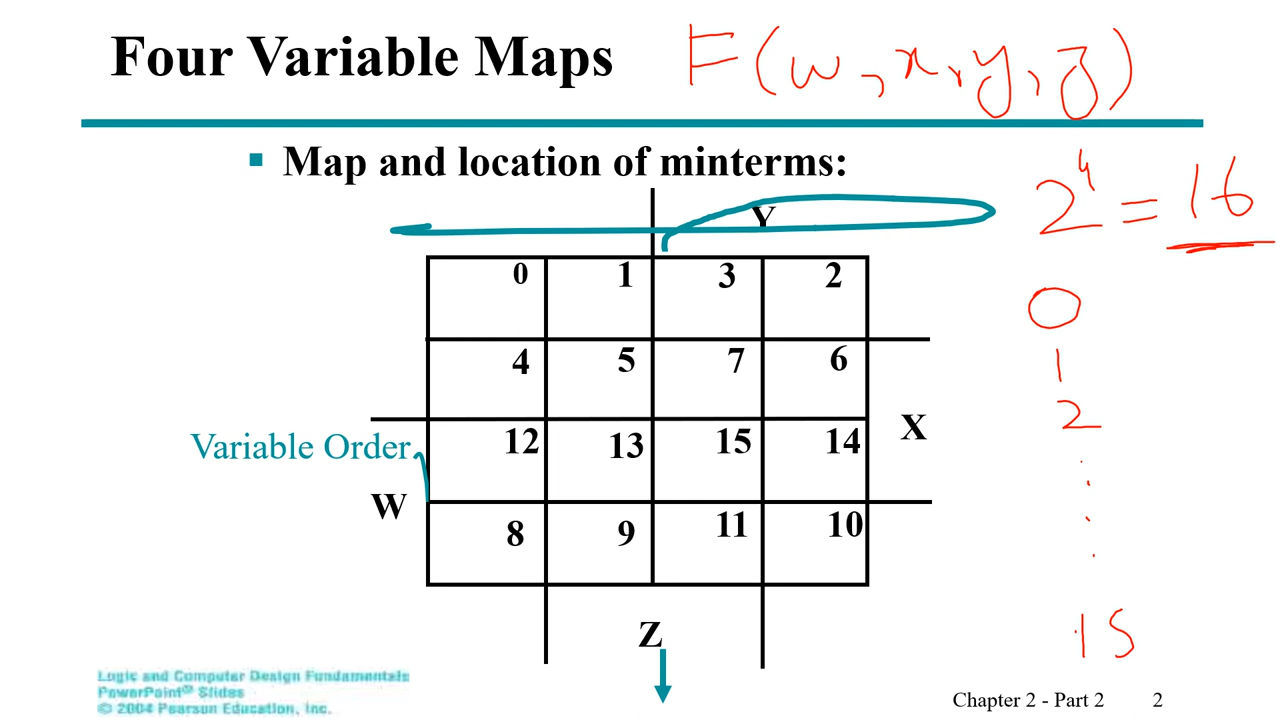 Four Variable Maps F(w,x,y,z)
▪ Map and location of minterms:
2⁴ = 16
Y
0 1 3 2
4 5 7 6
12 13 15 14
8 9 11 10
X
Variable Order
W
Z
0
1
2
.
.
.
15
Logic and Computer Design Fundamentals
PowerPoint® Slides
© 2004 Pearson Education, Inc.
Chapter 2 - Part 2 2